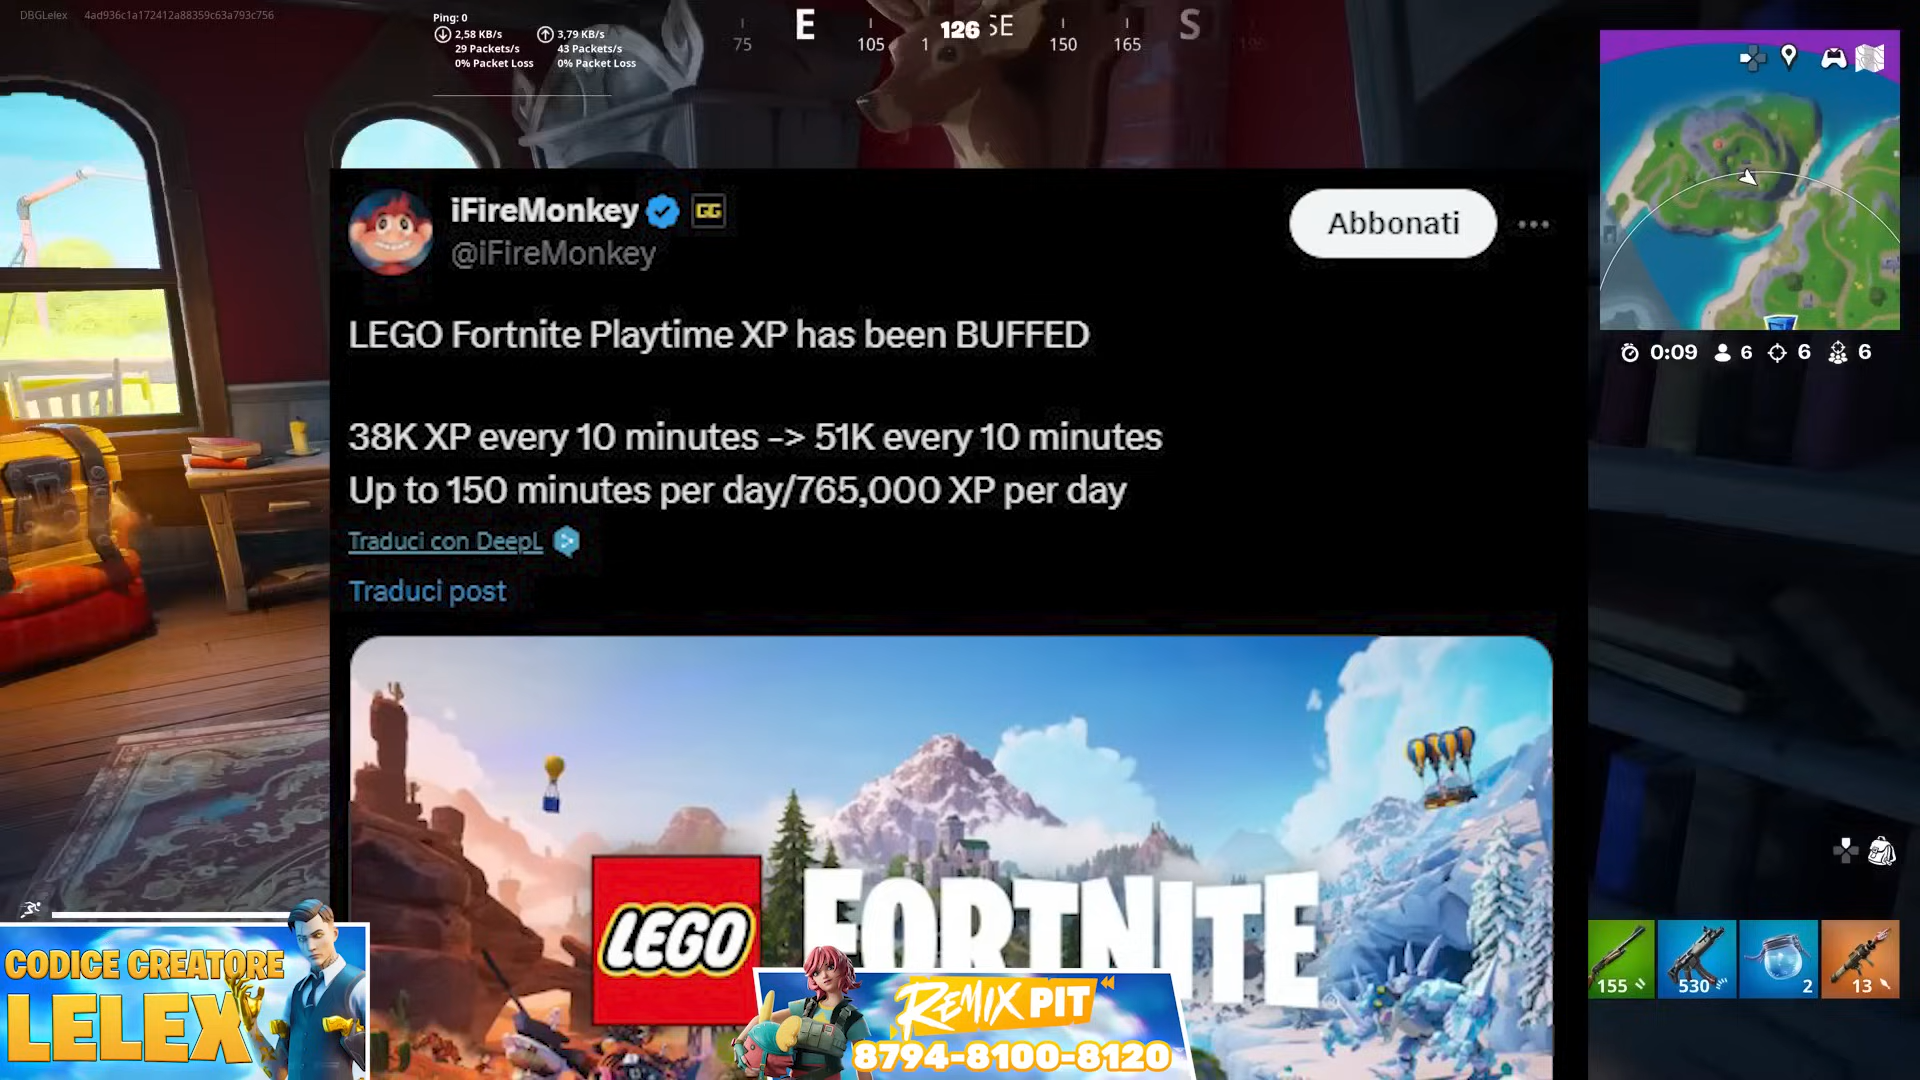 DBGLelex 4ad936c1a172412a88359c63a793c756
Ping: 0
2,58 KB/s 3,79 KB/s
29 Packets/s 43 Packets/s
0% Packet Loss 0% Packet Loss
75 E 105 1 126 SE 150 165 S 195
iFireMonkey GG
@iFireMonkey
Abbonati
LEGO Fortnite Playtime XP has been BUFFED
38K XP every 10 minutes -> 51K every 10 minutes
Up to 150 minutes per day/765,000 XP per day
Traduci con DeepL
Traduci post
0:09 6 6 6
LEGO FORTNITE
155 530 2 13
CODICE CREATORE
LELEX
REMIX PIT
8794-8100-8120